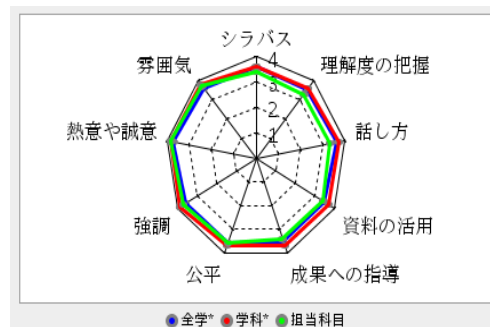 シラバス
雰囲気
理解度の把握
4
3
2
1
熱意や誠意
話し方
強調
資料の活用
公平
成果への指導
全学* 学科* 担当科目